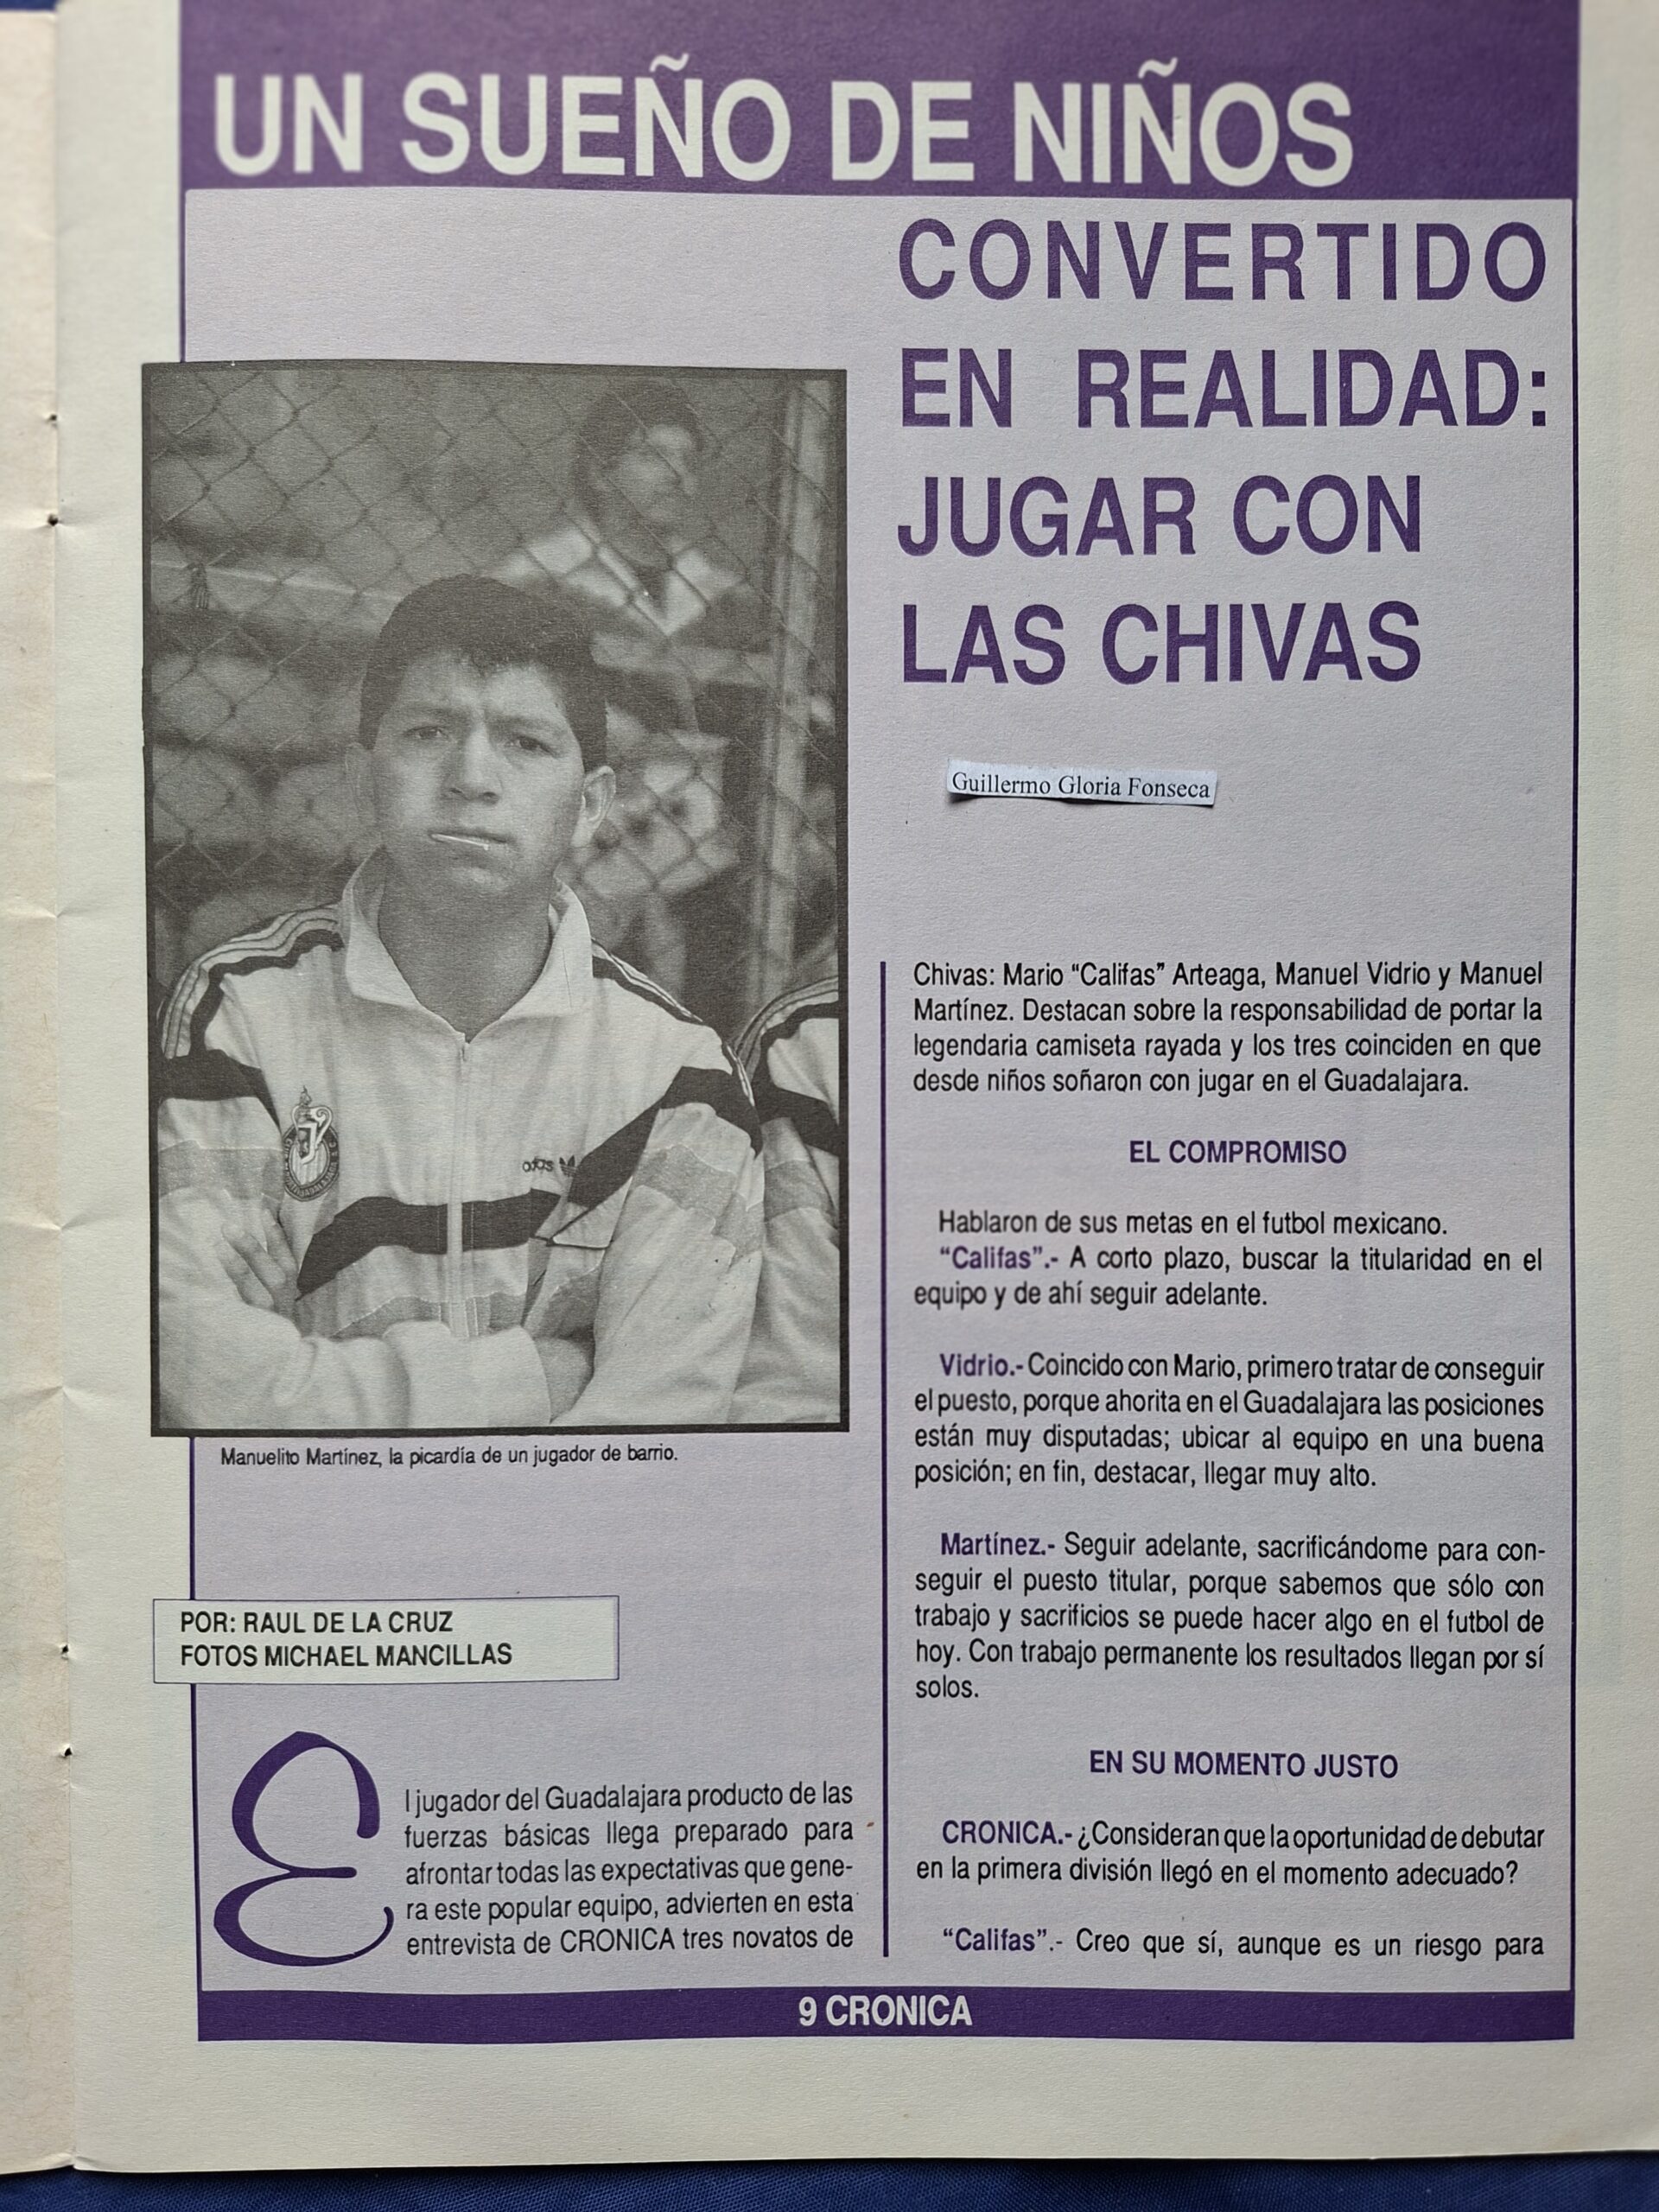 UN SUEÑO DE NIÑOS
CONVERTIDO
EN REALIDAD:
JUGAR CON
LAS CHIVAS
Guillermo Gloria Fonseca
adidas
Manuelito Martínez, la picardía de un jugador de barrio.
POR: RAUL DE LA CRUZ
FOTOS MICHAEL MANCILLAS
El jugador del Guadalajara producto de las
fuerzas básicas llega preparado para
afrontar todas las expectativas que gene-
ra este popular equipo, advierten en esta
entrevista de CRONICA tres novatos de
Chivas: Mario “Califas” Arteaga, Manuel Vidrio y Manuel
Martínez. Destacan sobre la responsabilidad de portar la
legendaria camiseta rayada y los tres coinciden en que
desde niños soñaron con jugar en el Guadalajara.
EL COMPROMISO
Hablaron de sus metas en el futbol mexicano.
“Califas”.- A corto plazo, buscar la titularidad en el
equipo y de ahí seguir adelante.
Vidrio.- Coincido con Mario, primero tratar de conseguir
el puesto, porque ahorita en el Guadalajara las posiciones
están muy disputadas; ubicar al equipo en una buena
posición; en fin, destacar, llegar muy alto.
Martínez.- Seguir adelante, sacrificándome para con-
seguir el puesto titular, porque sabemos que sólo con
trabajo y sacrificios se puede hacer algo en el futbol de
hoy. Con trabajo permanente los resultados llegan por sí
solos.
EN SU MOMENTO JUSTO
CRONICA.- ¿Consideran que la oportunidad de debutar
en la primera división llegó en el momento adecuado?
“Califas”.- Creo que sí, aunque es un riesgo para
9 CRONICA